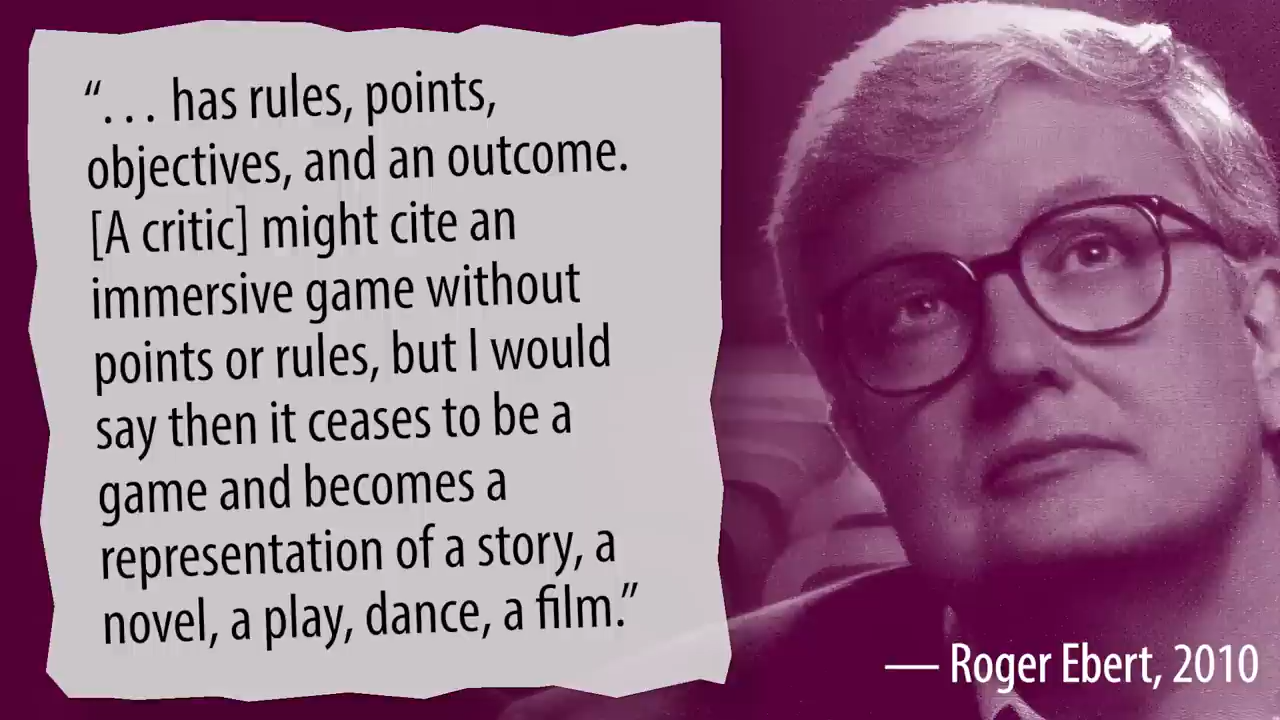 “... has rules, points,
objectives, and an outcome.
[A critic] might cite an
immersive game without
points or rules, but I would
say then it ceases to be a
game and becomes a
representation of a story, a
novel, a play, dance, a film.”
— Roger Ebert, 2010